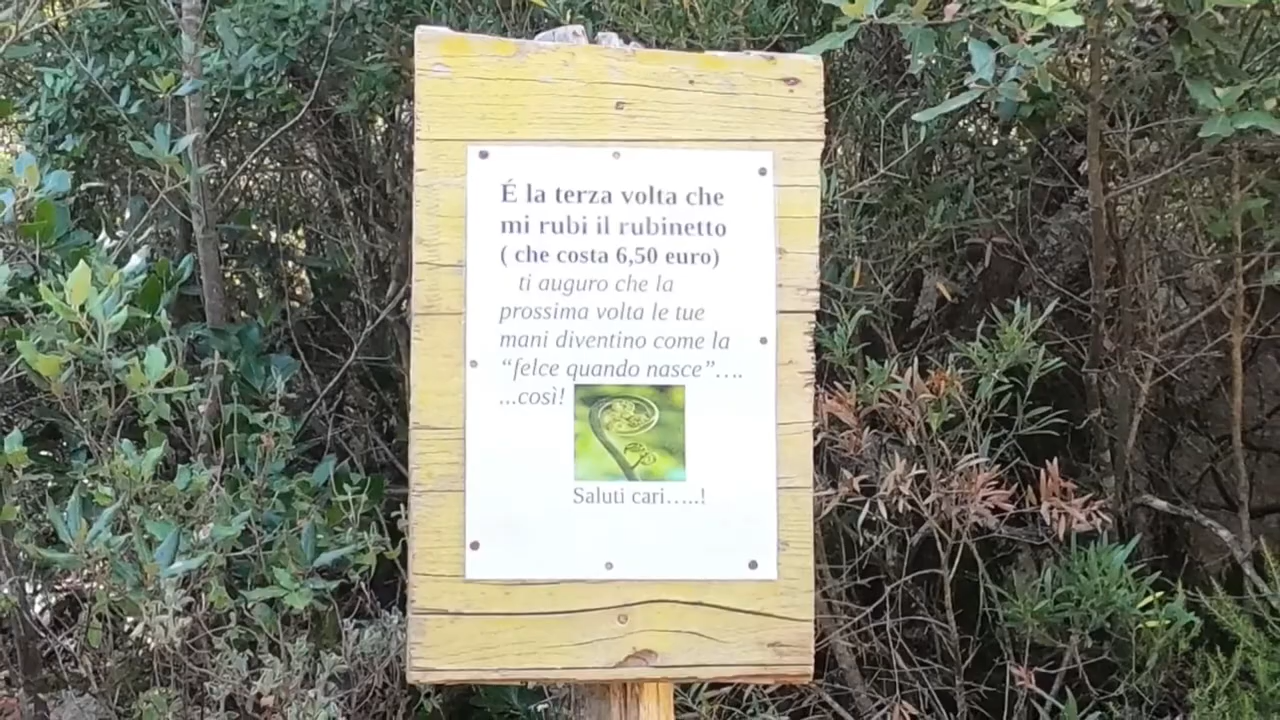 É la terza volta che
mi rubi il rubinetto
( che costa 6,50 euro)
ti auguro che la
prossima volta le tue
mani diventino come la
“felce quando nasce”….
...così!
Saluti cari…..!